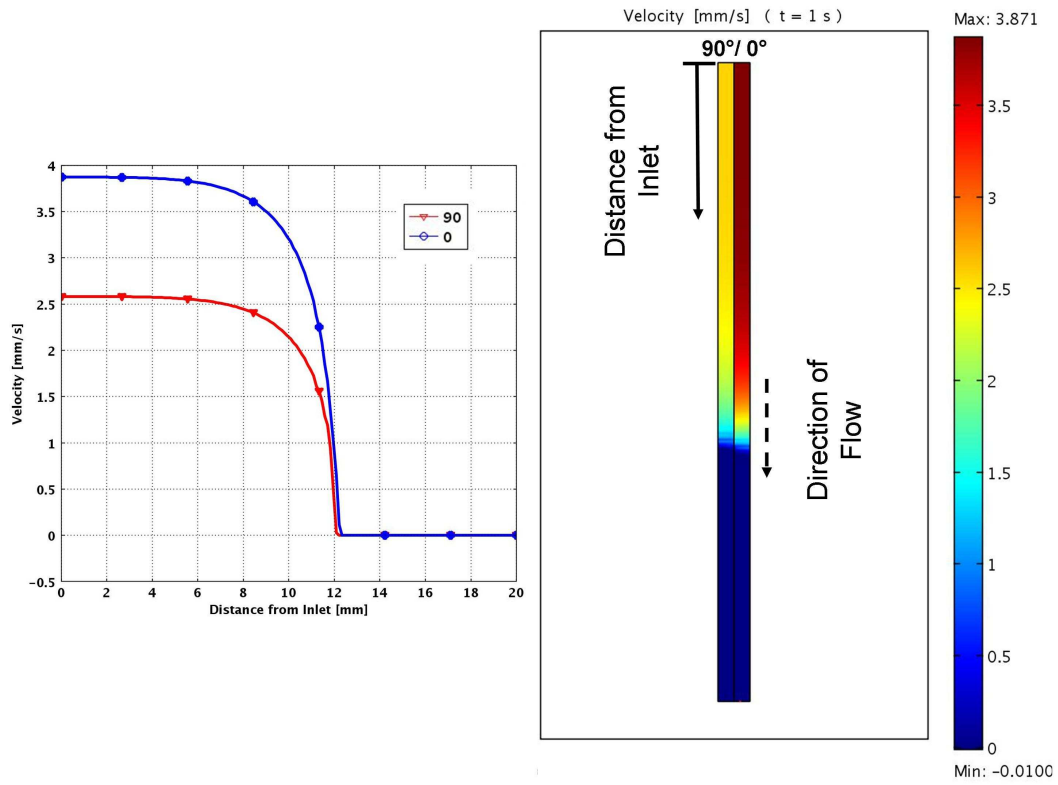 4
3.5
3
2.5
2
1.5
1
0.5
0
−0.5
0 2 4 6 8 10 12 14 16 18 20
Velocity [mm/s]
Distance from Inlet [mm]
90
0
Velocity [mm/s] ( t = 1 s )
90°/ 0°
Distance from
Inlet
Direction of
Flow
Max: 3.871
3.5
3
2.5
2
1.5
1
0.5
0
Min: -0.0100